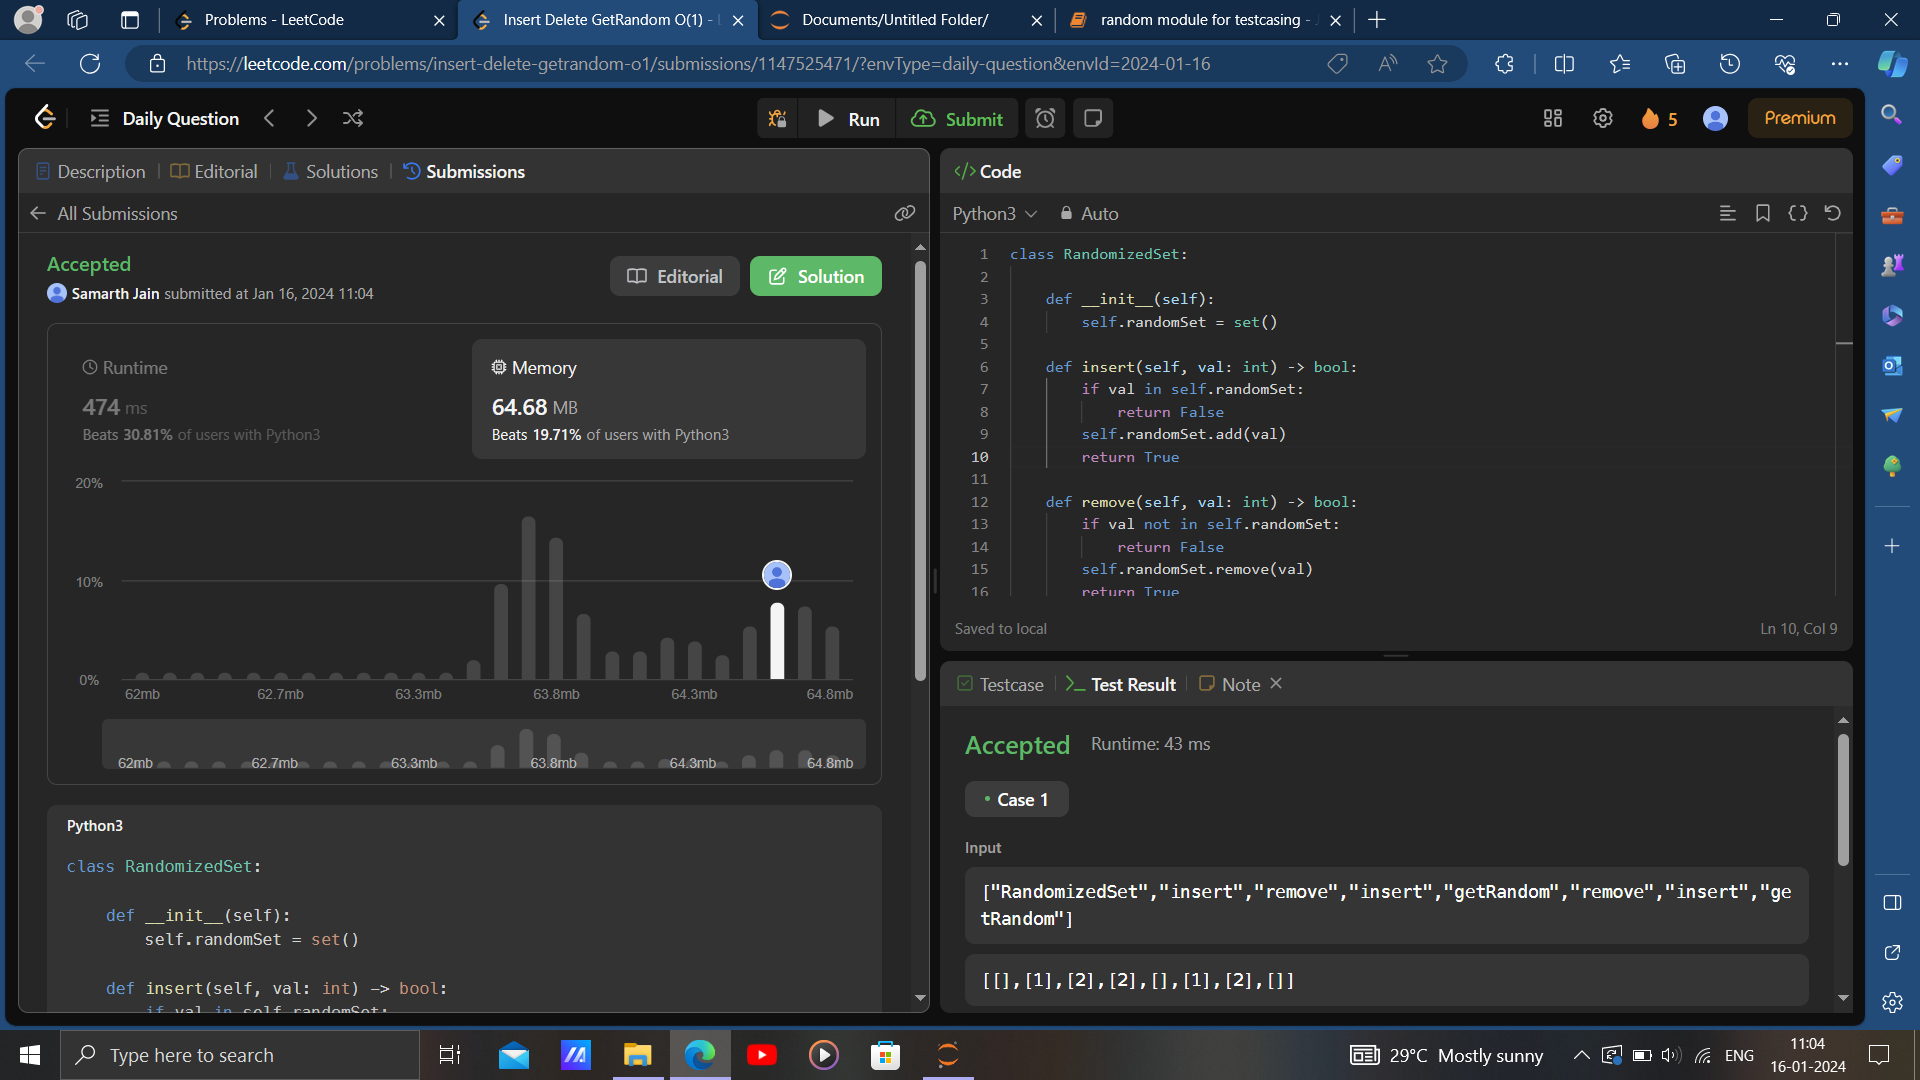 Problems - LeetCode
Insert Delete GetRandom O(1) -
Documents/Untitled Folder/
random module for testcasing -
https://leetcode.com/problems/insert-delete-getrandom-o1/submissions/1147525471/?envType=daily-question&envId=2024-01-16
Daily Question
Run
Submit
5
Premium
Description
Editorial
Solutions
Submissions
All Submissions
Accepted
Samarth Jain submitted at Jan 16, 2024 11:04
Editorial
Solution
Runtime
474 ms
Beats 30.81% of users with Python3
Memory
64.68 MB
Beats 19.71% of users with Python3
20%
10%
0%
62mb 62.7mb 63.3mb 63.8mb 64.3mb 64.8mb
62mb 62.7mb 63.3mb 63.8mb 64.3mb 64.8mb
Python3
class RandomizedSet:
def __init__(self):
self.randomSet = set()
def insert(self, val: int) -> bool:
if val in self.randomSet:
</> Code
Python3
Auto
1 class RandomizedSet:
2
3 def __init__(self):
4 self.randomSet = set()
5
6 def insert(self, val: int) -> bool:
7 if val in self.randomSet:
8 return False
9 self.randomSet.add(val)
10 return True
11
12 def remove(self, val: int) -> bool:
13 if val not in self.randomSet:
14 return False
15 self.randomSet.remove(val)
16 return True
Saved to local
Ln 10, Col 9
Testcase
Test Result
Note
Accepted
Runtime: 43 ms
• Case 1
Input
["RandomizedSet","insert","remove","insert","getRandom","remove","insert","ge
tRandom"]
[[],[1],[2],[2],[],[1],[2],[]]
Type here to search
29°C Mostly sunny
ENG
11:04
16-01-2024